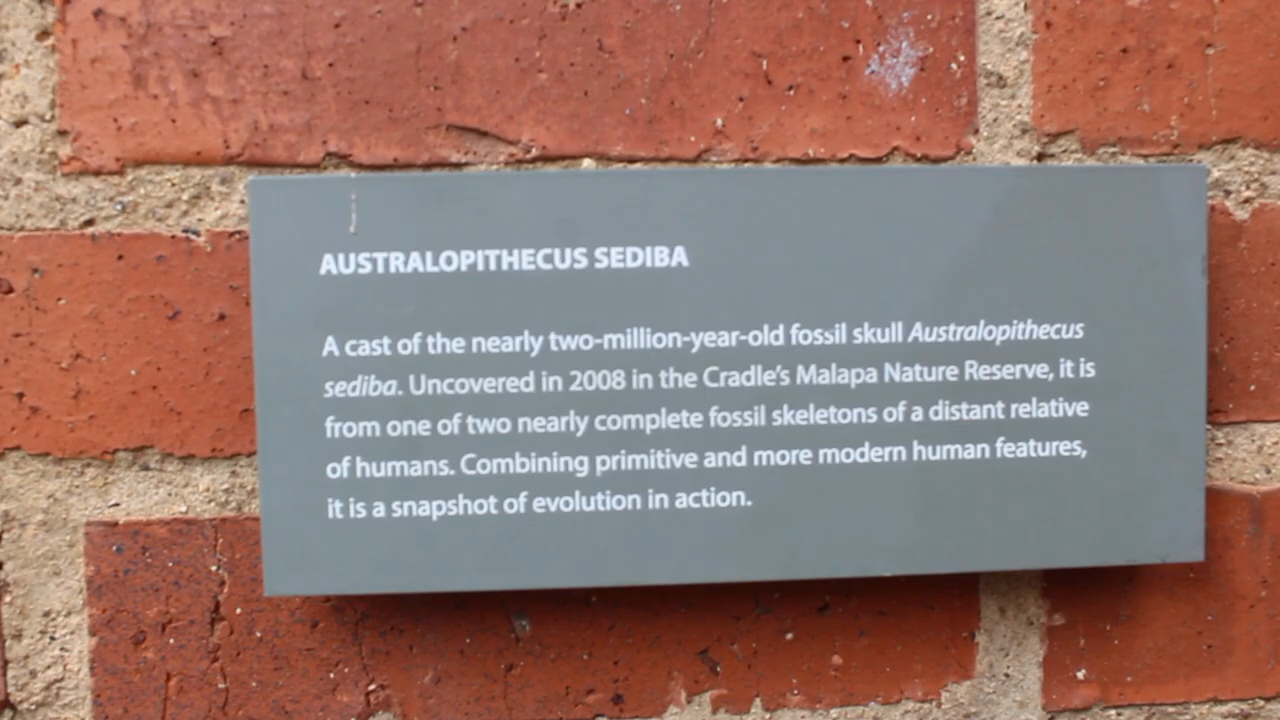 AUSTRALOPITHECUS SEDIBA
A cast of the nearly two-million-year-old fossil skull Australopithecus
sediba. Uncovered in 2008 in the Cradle's Malapa Nature Reserve, it is
from one of two nearly complete fossil skeletons of a distant relative
of humans. Combining primitive and more modern human features,
it is a snapshot of evolution in action.